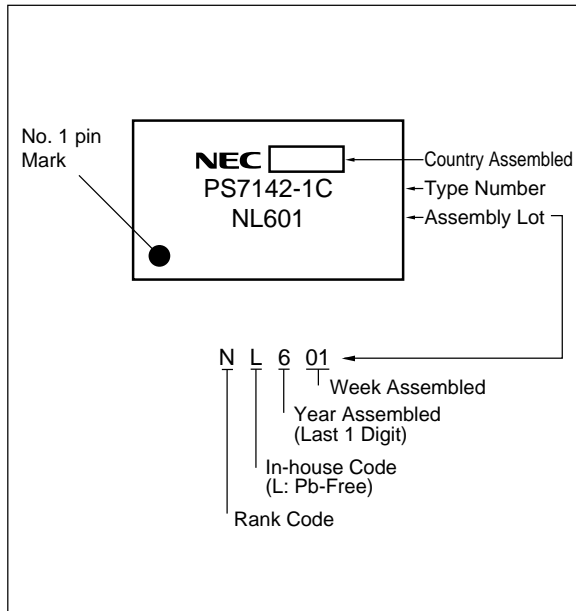 No. 1 pin
Mark
NEC
Country Assembled
PS7142-1C
Type Number
NL601
Assembly Lot
N L 6 01
Week Assembled
Year Assembled
(Last 1 Digit)
In-house Code
(L: Pb-Free)
Rank Code